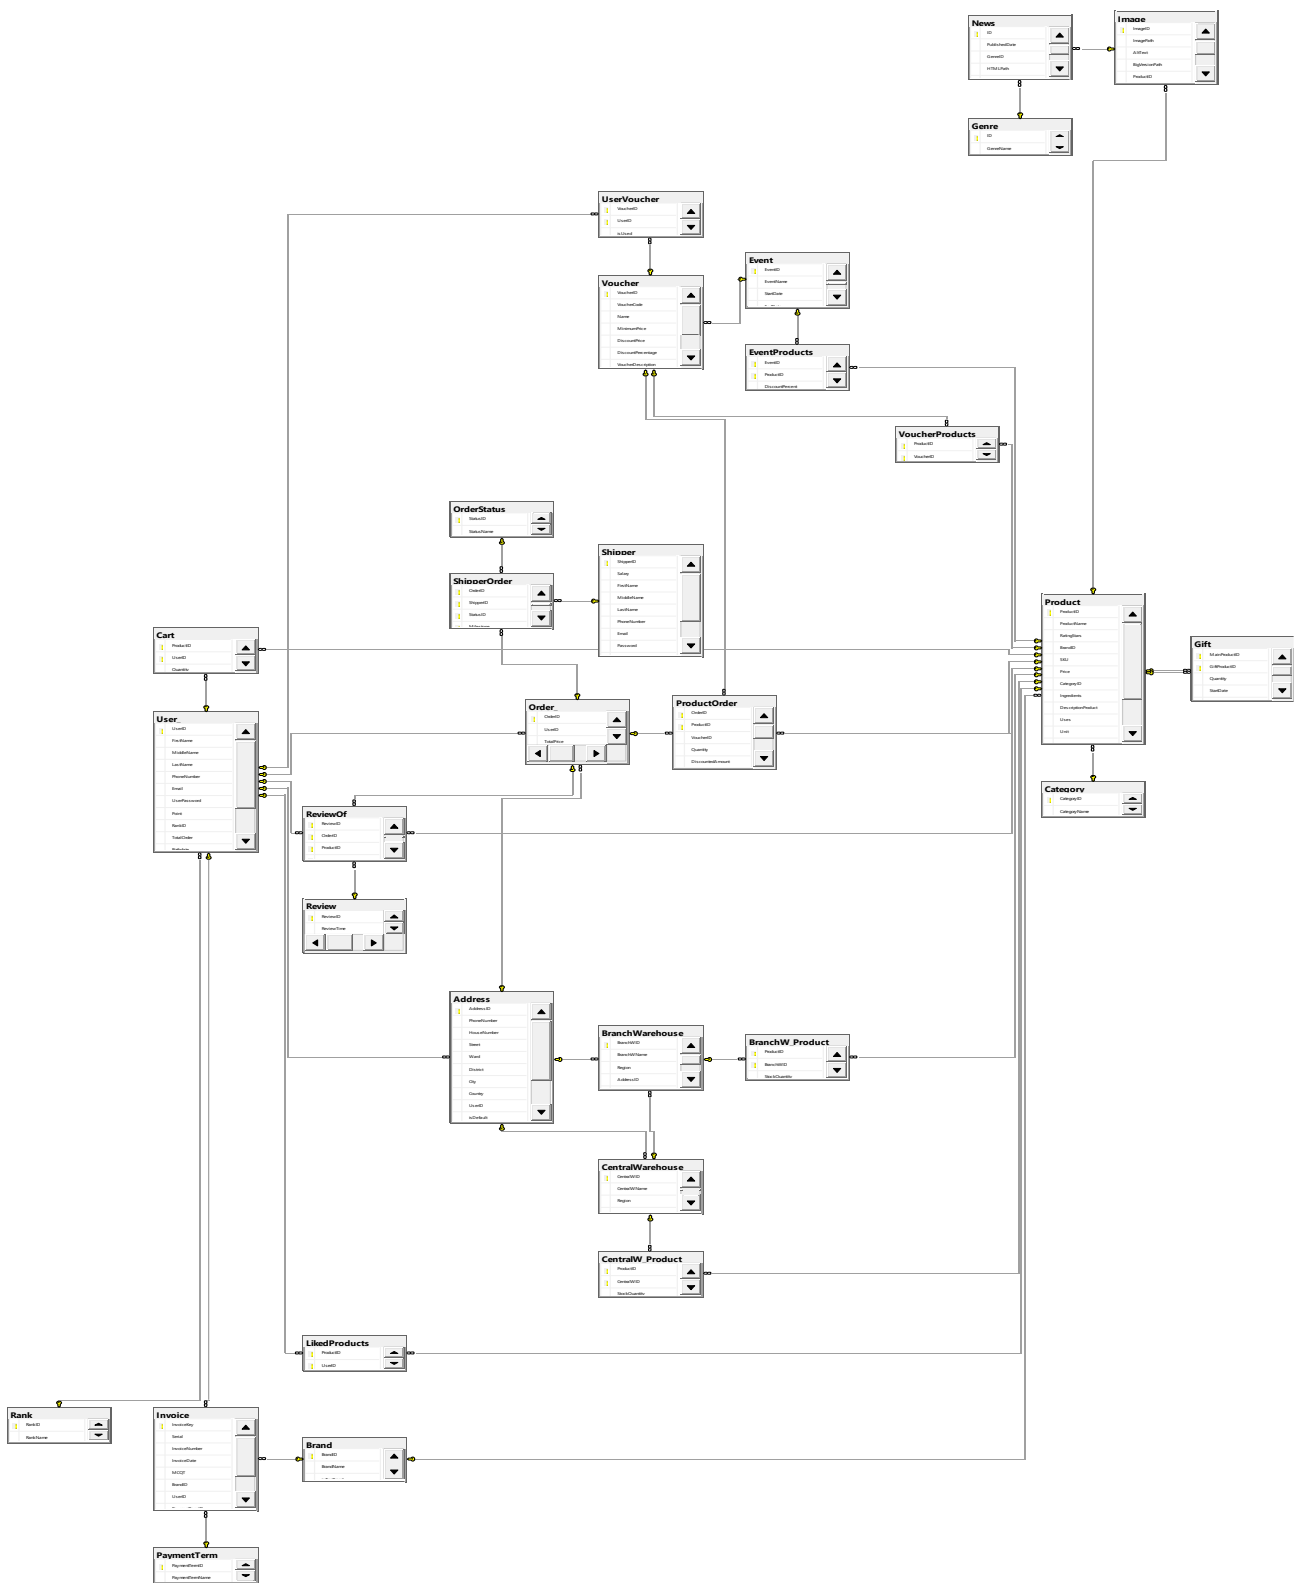 News
ID
PublishedDate
GenreID
HTMLPath
Image
ImageID
ImagePath
AltText
BigVersionPath
ProductID
Genre
ID
GenreName
UserVoucher
VoucherID
UserID
isUsed
Voucher
VoucherID
VoucherCode
Name
MinimumPrice
DiscountPrice
DiscountPercentage
VoucherDescription
Event
EventID
EventName
StartDate
EventProducts
EventID
ProductID
DiscountPercent
VoucherProducts
ProductID
VoucherID
OrderStatus
StatusID
StatusName
ShipperOrder
OrderID
ShipperID
StatusID
Shipper
ShipperID
Salary
FirstName
MiddleName
LastName
PhoneNumber
Email
Password
Cart
ProductID
UserID
Quantity
Product
ProductID
ProductName
RatingStars
BrandID
SKU
Price
CategoryID
Ingredients
DescriptionProduct
Uses
Unit
Gift
MainProductID
GiftProductID
Quantity
StartDate
User_
UserID
FirstName
MiddleName
LastName
PhoneNumber
Email
UserPassword
Point
RankID
TotalOrder
Order_
OrderID
UserID
TotalPrice
ProductOrder
OrderID
ProductID
VoucherID
Quantity
DiscountedAmount
Category
CategoryID
CategoryName
ReviewOf
ReviewID
OrderID
ProductID
Review
ReviewID
ReviewTime
Address
AddressID
PhoneNumber
HouseNumber
Street
Ward
District
City
Country
UserID
isDefault
BranchWarehouse
BranchWID
BranchWName
Region
AddressID
BranchW_Product
ProductID
BranchWID
StockQuantity
CentralWarehouse
CentralWID
CentralWName
Region
CentralW_Product
ProductID
CentralWID
StockQuantity
LikedProducts
ProductID
UserID
Rank
RankID
RankName
Invoice
InvoiceKey
Serial
InvoiceNumber
InvoiceDate
MCQT
BrandID
UserID
Brand
BrandID
BrandName
PaymentTerm
PaymentTermID
PaymentTermName